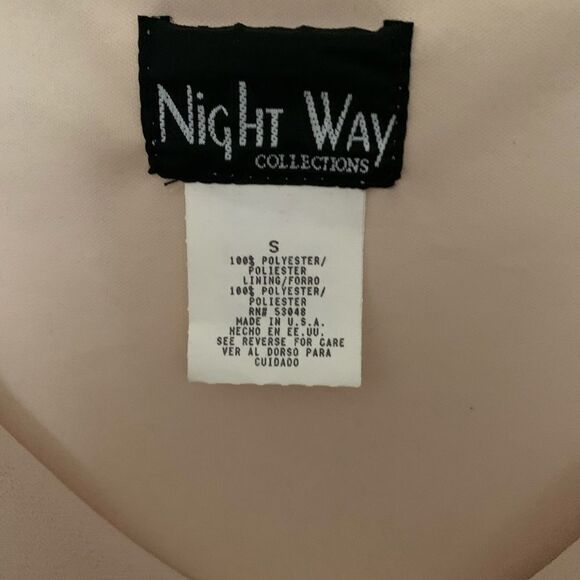 Night Way
COLLECTIONS
S
100% POLYESTER/
POLIESTER
LINING/FORRO
100% POLYESTER/
POLIESTER
RN# 53048
MADE IN U.S.A.
HECHO EN EE.UU.
SEE REVERSE FOR CARE
VER AL DORSO PARA
CUIDADO